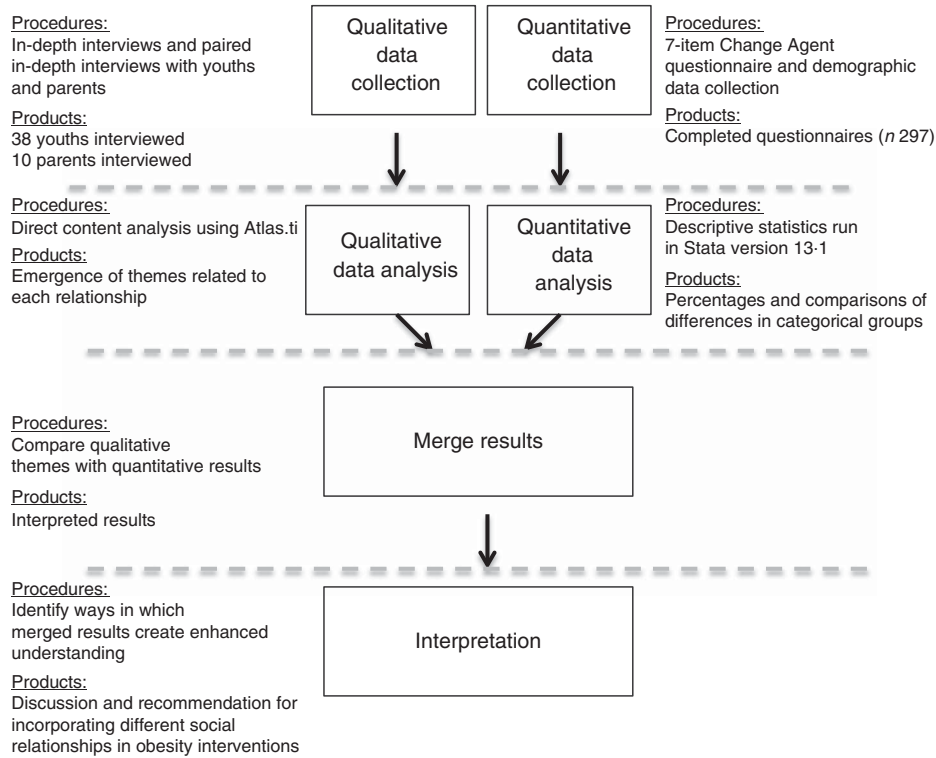 Procedures:
In-depth interviews and paired
in-depth interviews with youths
and parents
Products:
38 youths interviewed
10 parents interviewed
Qualitative
data
collection
Quantitative
data
collection
Procedures:
7-item Change Agent
questionnaire and demographic
data collection
Products:
Completed questionnaires (n 297)
Procedures:
Direct content analysis using Atlas.ti
Products:
Emergence of themes related to
each relationship
Qualitative
data analysis
Quantitative
data
analysis
Procedures:
Descriptive statistics run
in Stata version 13·1
Products:
Percentages and comparisons of
differences in categorical groups
Procedures:
Compare qualitative
themes with quantitative results
Products:
Interpreted results
Merge results
Procedures:
Identify ways in which
merged results create enhanced
understanding
Products:
Discussion and recommendation for
incorporating different social
relationships in obesity interventions
Interpretation